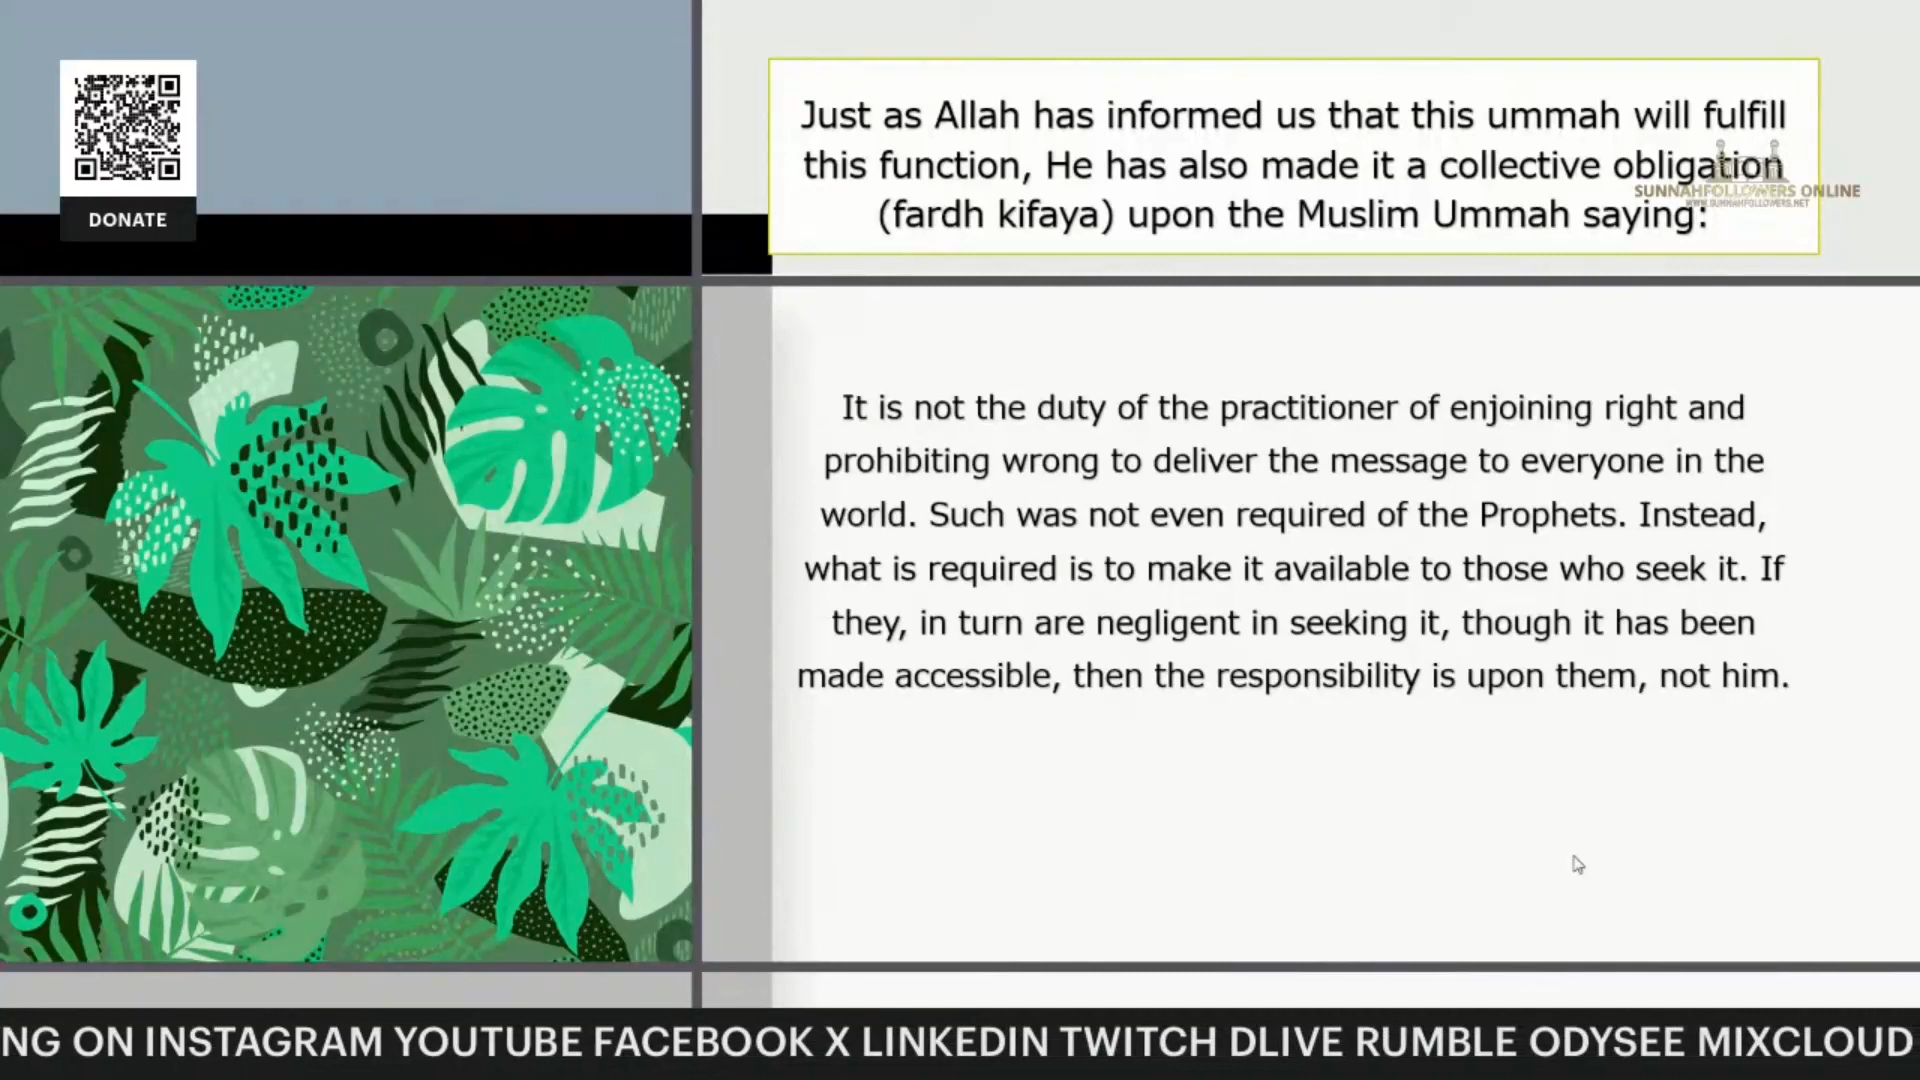 DONATE
Just as Allah has informed us that this ummah will fulfill
this function, He has also made it a collective obligation
(fardh kifaya) upon the Muslim Ummah saying:
SUNNAHFOLLOWERS ONLINE
WWW.SUNNAHFOLLOWERS.NET
It is not the duty of the practitioner of enjoining right and
prohibiting wrong to deliver the message to everyone in the
world. Such was not even required of the Prophets. Instead,
what is required is to make it available to those who seek it. If
they, in turn are negligent in seeking it, though it has been
made accessible, then the responsibility is upon them, not him.
NG ON INSTAGRAM YOUTUBE FACEBOOK X LINKEDIN TWITCH DLIVE RUMBLE ODYSEE MIXCLOUD